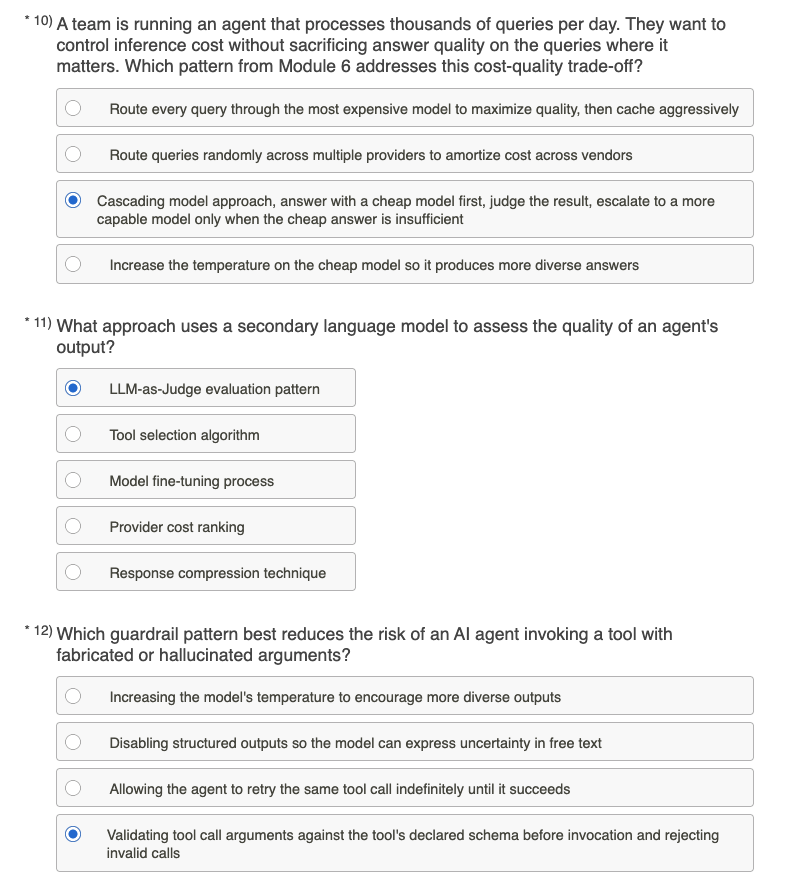 * 10) A team is running an agent that processes thousands of queries per day. They want to
control inference cost without sacrificing answer quality on the queries where it
matters. Which pattern from Module 6 addresses this cost-quality trade-off?
Route every query through the most expensive model to maximize quality, then cache aggressively
Route queries randomly across multiple providers to amortize cost across vendors
Cascading model approach, answer with a cheap model first, judge the result, escalate to a more
capable model only when the cheap answer is insufficient
Increase the temperature on the cheap model so it produces more diverse answers
* 11) What approach uses a secondary language model to assess the quality of an agent's
output?
LLM-as-Judge evaluation pattern
Tool selection algorithm
Model fine-tuning process
Provider cost ranking
Response compression technique
* 12) Which guardrail pattern best reduces the risk of an AI agent invoking a tool with
fabricated or hallucinated arguments?
Increasing the model's temperature to encourage more diverse outputs
Disabling structured outputs so the model can express uncertainty in free text
Allowing the agent to retry the same tool call indefinitely until it succeeds
Validating tool call arguments against the tool's declared schema before invocation and rejecting
invalid calls